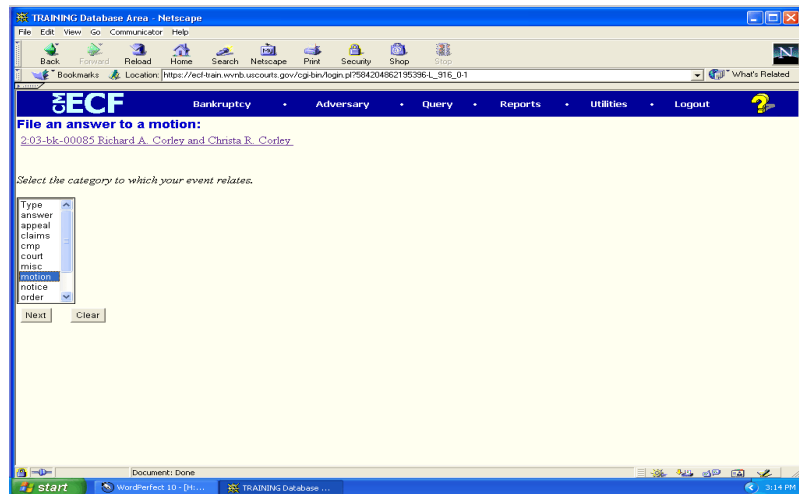 TRAINING Database Area - Netscape
File Edit View Go Communicator Help
Back Forward Reload Home Search Netscape Print Security Shop Stop
N
Bookmarks Location: https://ecf-train.wvnb.uscourts.gov/cgi-bin/login.pl?584204862195396-L_916_0-1 What's Related
CM ECF Bankruptcy • Adversary • Query • Reports • Utilities • Logout ?
File an answer to a motion:
2:03-bk-00085 Richard A. Corley and Christa R. Corley
Select the category to which your event relates.
Type
answer
appeal
claims
cmp
court
misc
motion
notice
order
Next Clear
Document: Done
start WordPerfect 10 - [H:... TRAINING Database ... 3:14 PM